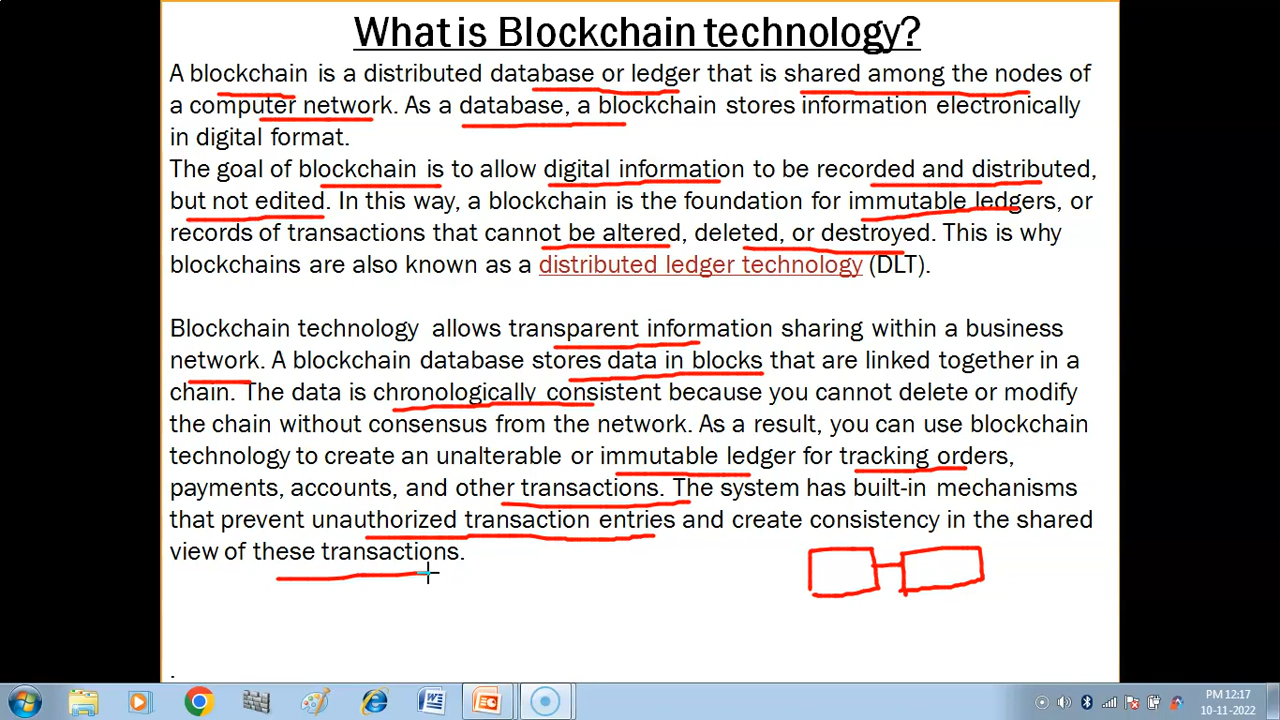 What is Blockchain technology?
A blockchain is a distributed database or ledger that is shared among the nodes of
a computer network. As a database, a blockchain stores information electronically
in digital format.
The goal of blockchain is to allow digital information to be recorded and distributed,
but not edited. In this way, a blockchain is the foundation for immutable ledgers, or
records of transactions that cannot be altered, deleted, or destroyed. This is why
blockchains are also known as a distributed ledger technology (DLT).
Blockchain technology allows transparent information sharing within a business
network. A blockchain database stores data in blocks that are linked together in a
chain. The data is chronologically consistent because you cannot delete or modify
the chain without consensus from the network. As a result, you can use blockchain
technology to create an unalterable or immutable ledger for tracking orders,
payments, accounts, and other transactions. The system has built-in mechanisms
that prevent unauthorized transaction entries and create consistency in the shared
view of these transactions.
.
PM 12:17
10-11-2022